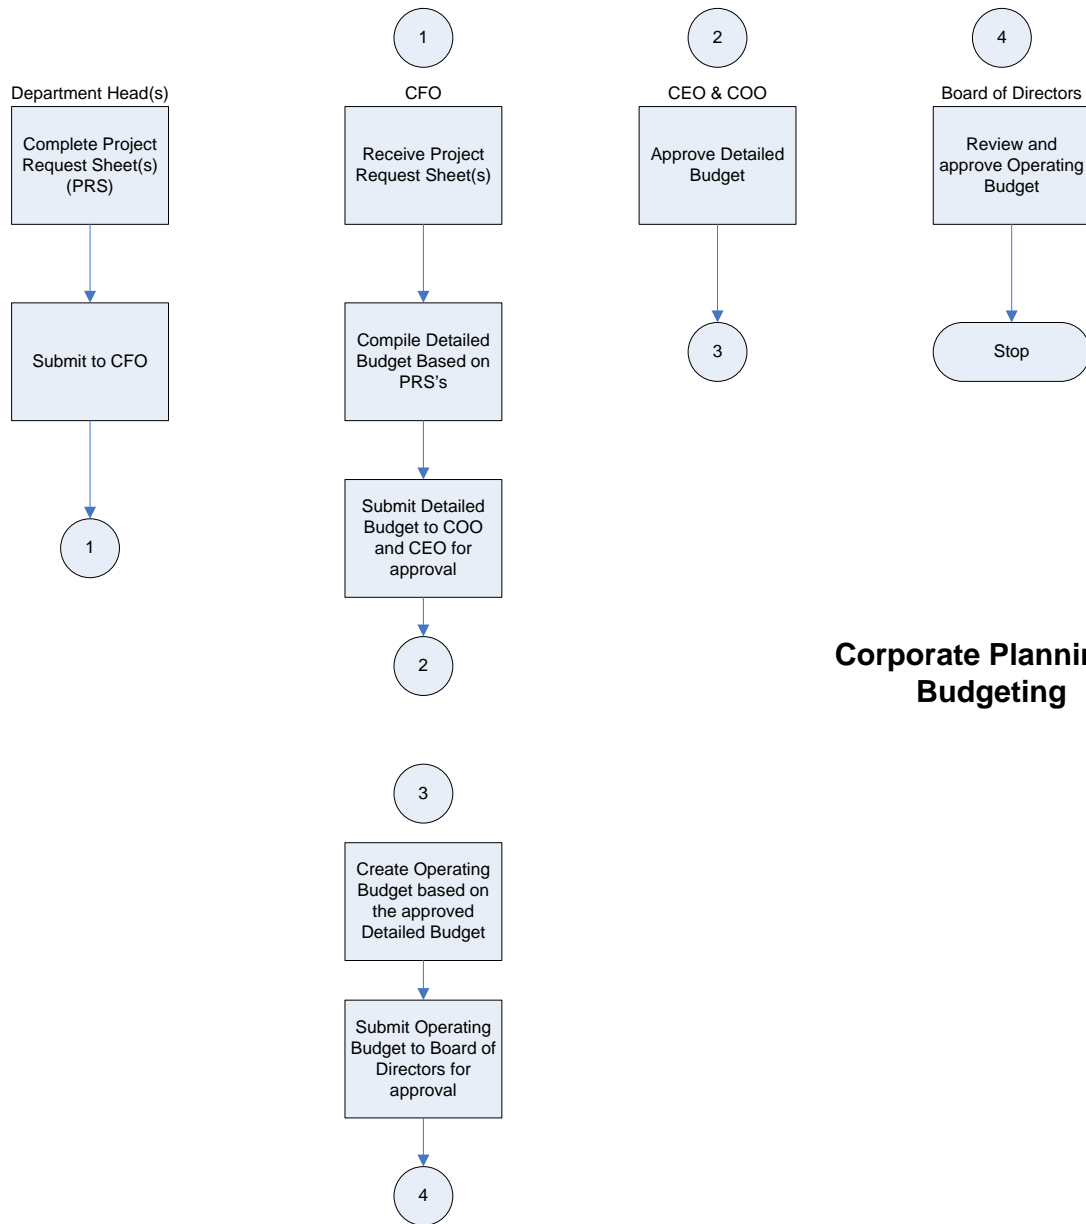 1
2
4
Department Head(s)
CFO
CEO & COO
Board of Directors
Complete Project
Request Sheet(s)
(PRS)
Receive Project
Request Sheet(s)
Approve Detailed
Budget
Review and
approve Operating
Budget
Submit to CFO
Compile Detailed
Budget Based on
PRS's
3
Stop
1
Submit Detailed
Budget to COO
and CEO for
approval
2
Corporate Plannin
Budgeting
3
Create Operating
Budget based on
the approved
Detailed Budget
Submit Operating
Budget to Board of
Directors for
approval
4